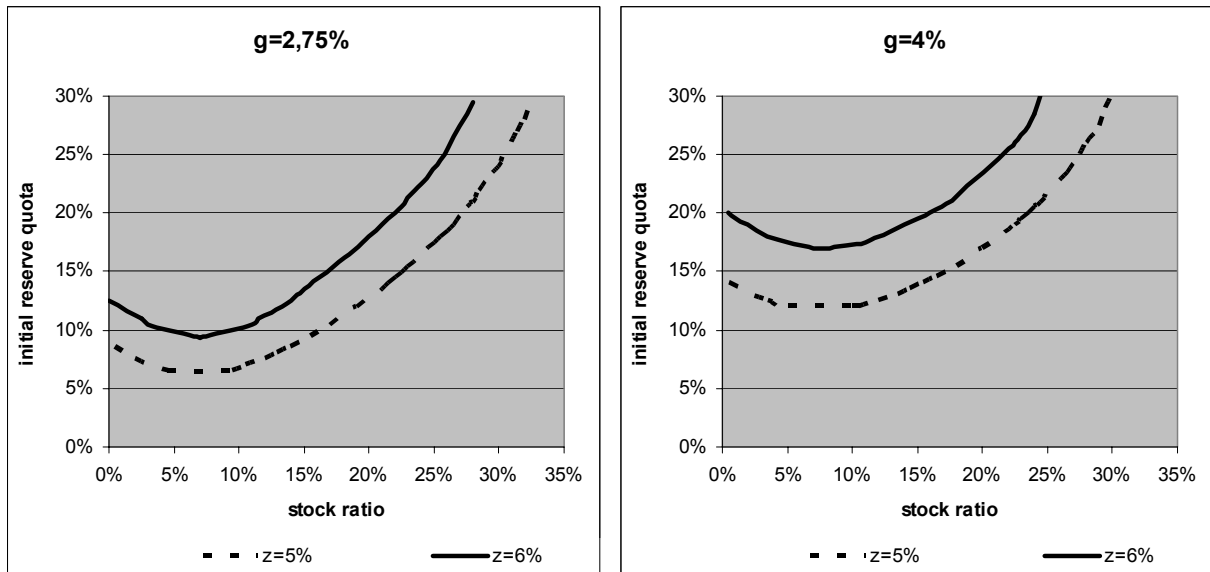 g=2,75%
initial reserve quota
30%
25%
20%
15%
10%
5%
0%
0% 5% 10% 15% 20% 25% 30% 35%
stock ratio
z=5% z=6%
g=4%
initial reserve quota
30%
25%
20%
15%
10%
5%
0%
0% 5% 10% 15% 20% 25% 30% 35%
stock ratio
z=5% z=6%